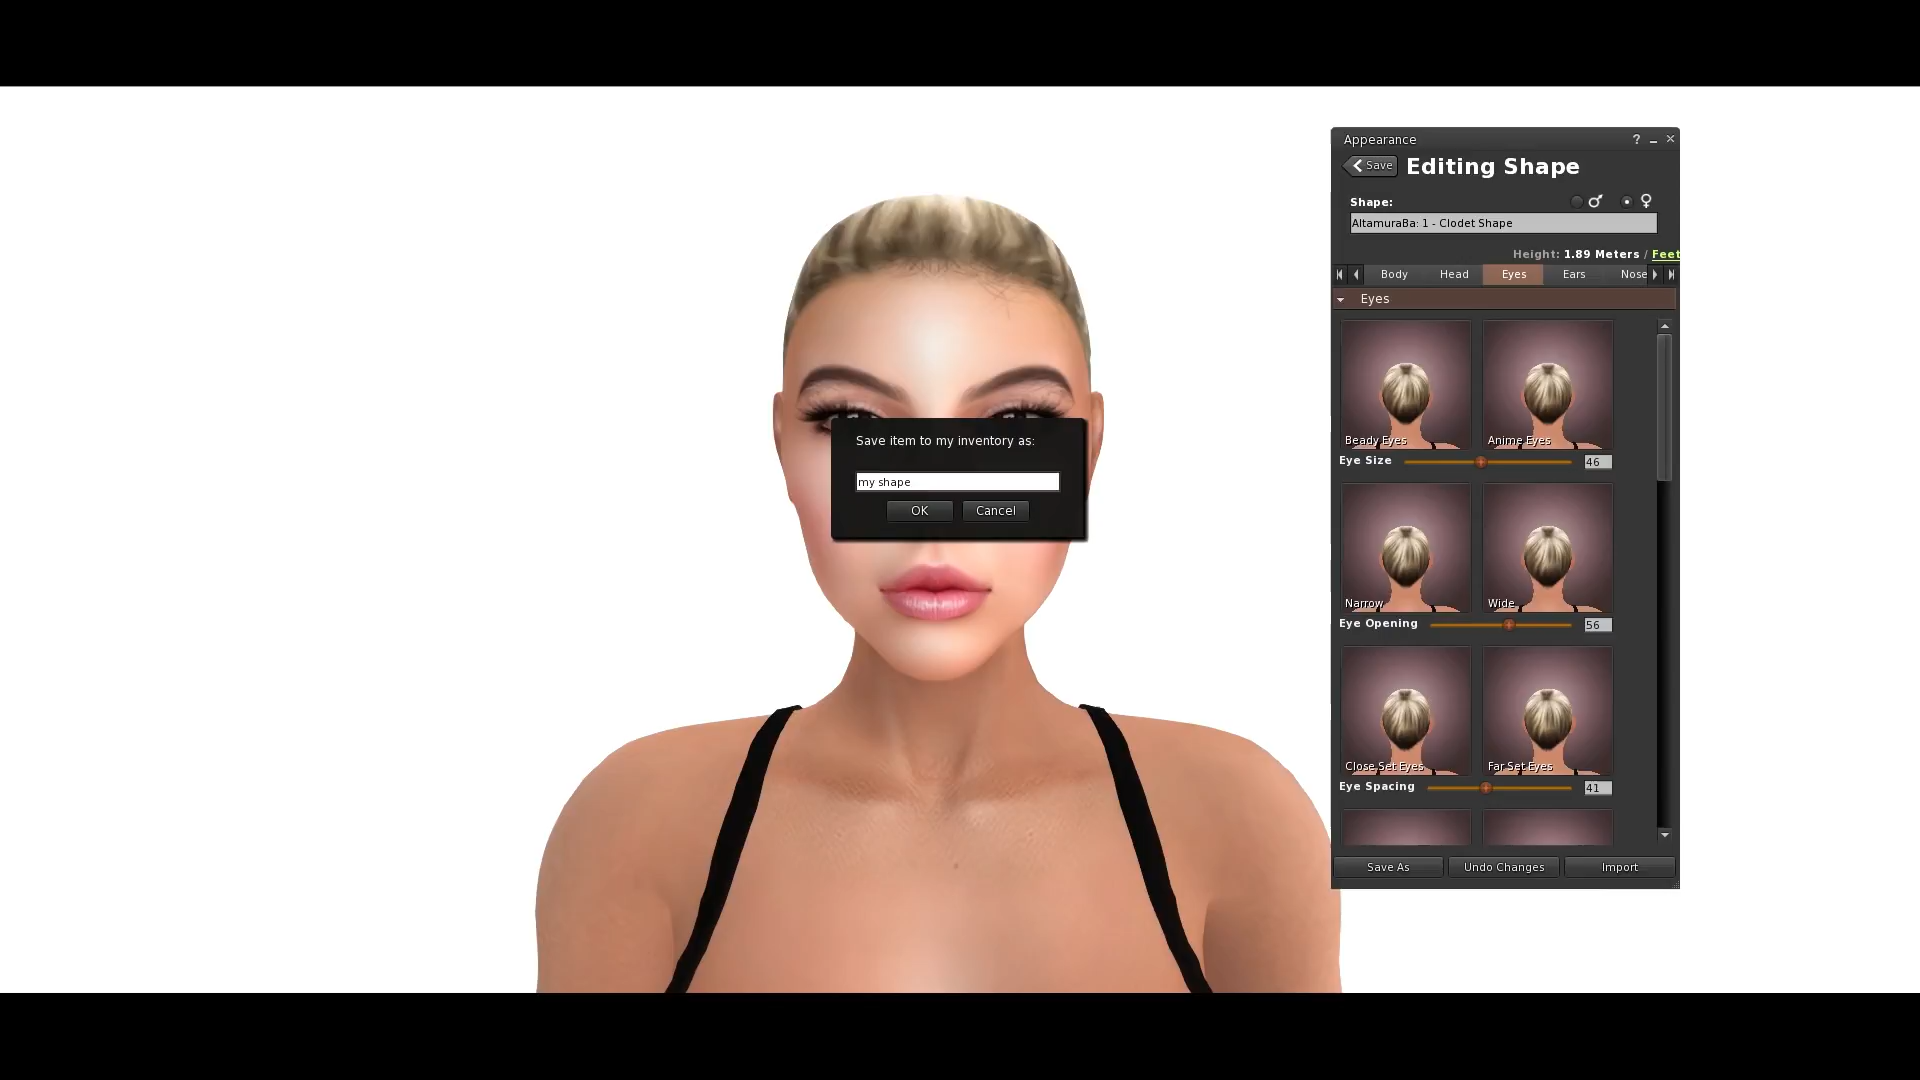 Appearance
?
Save
Editing Shape
Shape:
AltamuraBa: 1 - Clodet Shape
Height: 1.89 Meters / Feet
Body Head Eyes Ears Nose
Eyes
Beady Eyes Anime Eyes
Eye Size 46
Narrow Wide
Eye Opening 56
Close Set Eyes Far Set Eyes
Eye Spacing 41
Save As Undo Changes Import
Save item to my inventory as:
my shape
OK Cancel